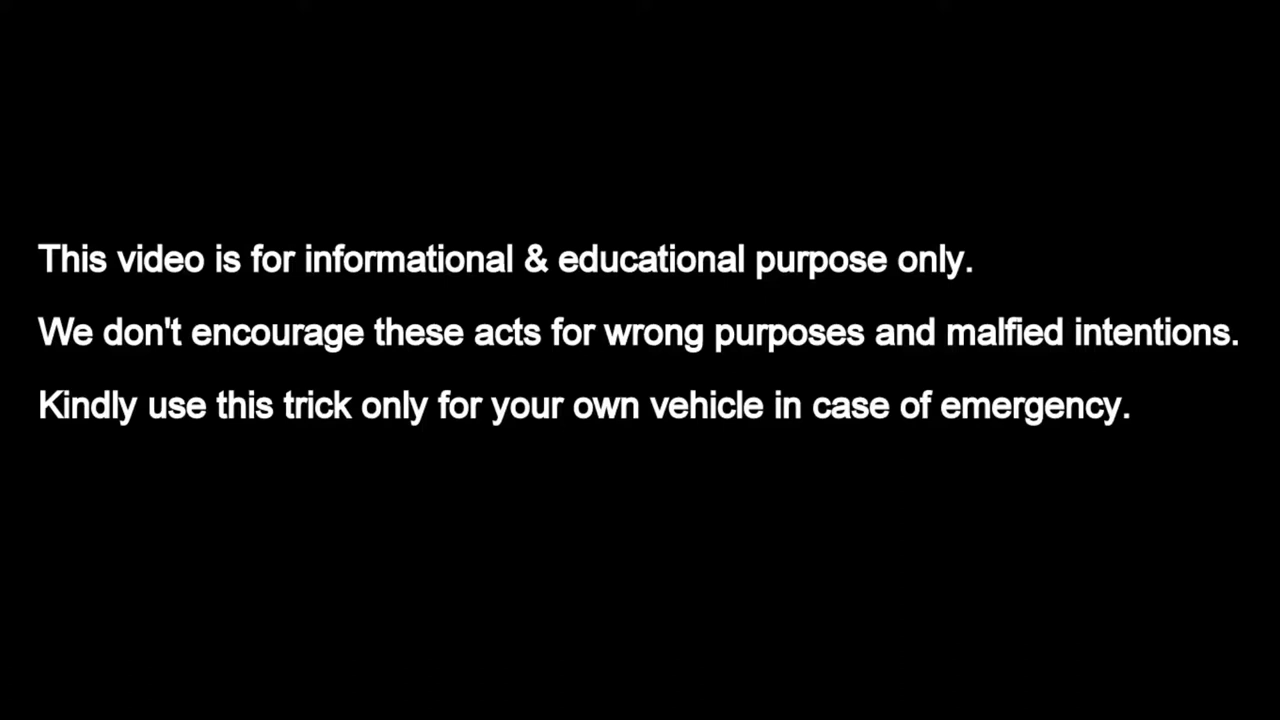 This video is for informational & educational purpose only.
We don't encourage these acts for wrong purposes and malfied intentions.
Kindly use this trick only for your own vehicle in case of emergency.